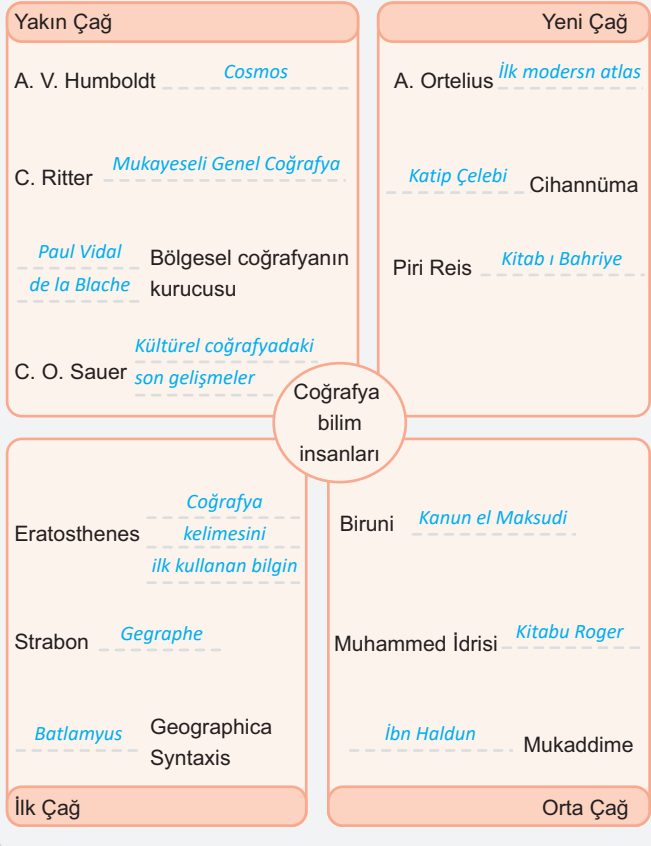 Yakın Çağ
A. V. Humboldt Cosmos
C. Ritter Mukayeseli Genel Coğrafya
Paul Vidal
de la Blache
Bölgesel coğrafyanın
kurucusu
C. O. Sauer
Kültürel coğrafyadaki
son gelişmeler
Yeni Çağ
A. Ortelius İlk modersn atlas
Katip Çelebi Cihannüma
Piri Reis Kitab ı Bahriye
Coğrafya
bilim
insanları
Eratosthenes
Coğrafya
kelimesini
ilk kullanan bilgin
Strabon Gegraphe
Batlamyus
Geographica
Syntaxis
İlk Çağ
Biruni Kanun el Maksudi
Muhammed İdrisi Kitabu Roger
İbn Haldun Mukaddime
Orta Çağ